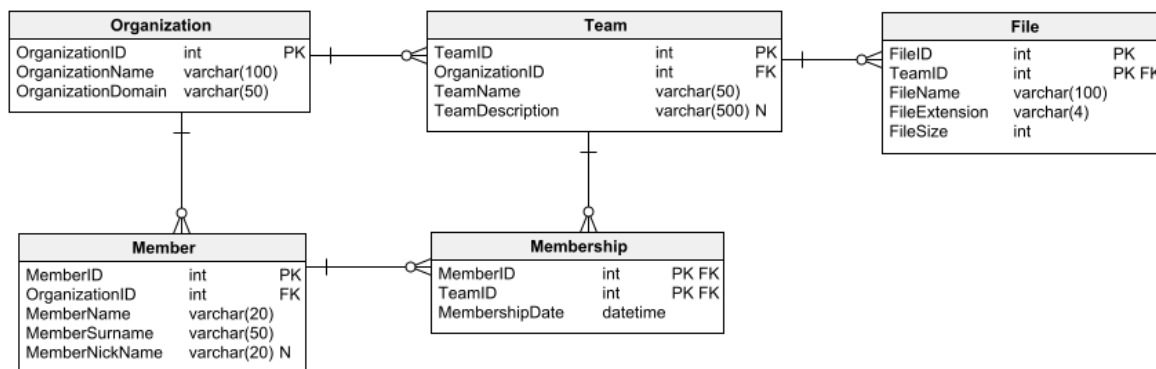 Organization
OrganizationID int PK
OrganizationName varchar(100)
OrganizationDomain varchar(50)
Team
TeamID int PK
OrganizationID int FK
TeamName varchar(50)
TeamDescription varchar(500) N
File
FileID int PK
TeamID int PK FK
FileName varchar(100)
FileExtension varchar(4)
FileSize int
Member
MemberID int PK
OrganizationID int FK
MemberName varchar(20)
MemberSurname varchar(50)
MemberNickName varchar(20) N
Membership
MemberID int PK FK
TeamID int PK FK
MembershipDate datetime